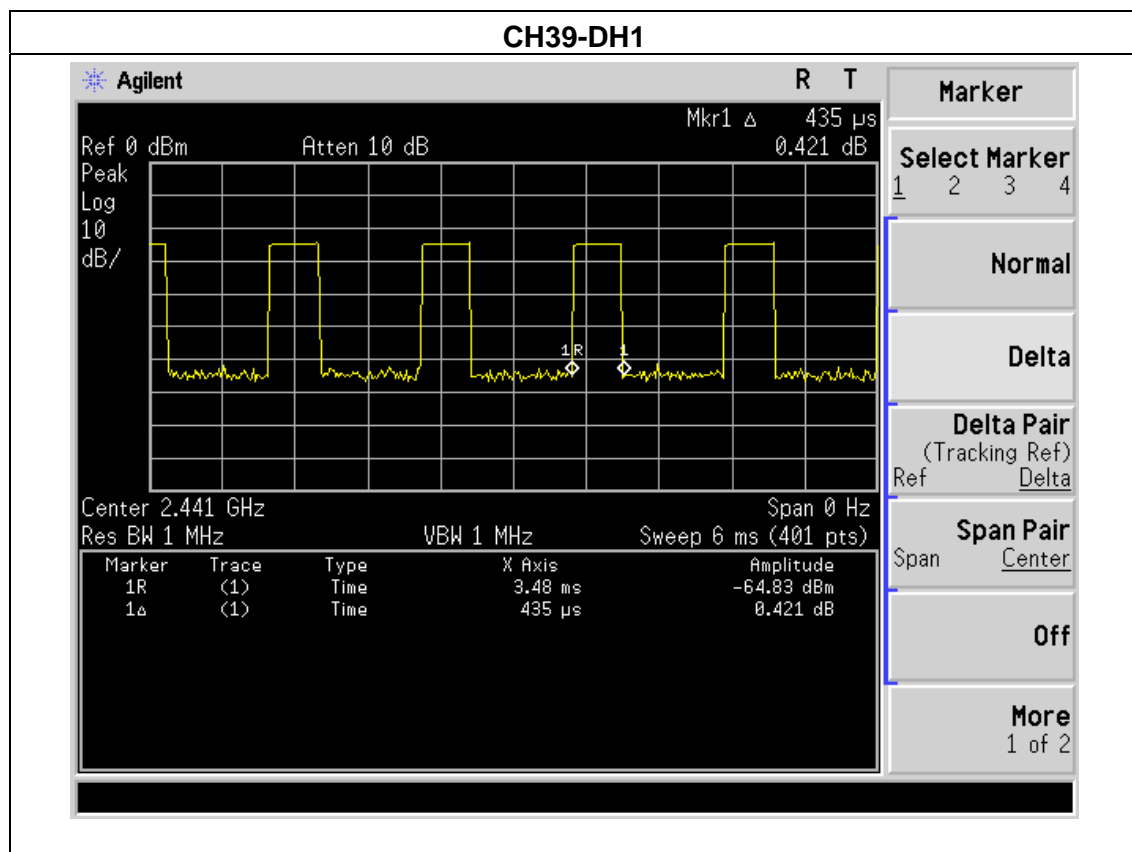 CH39-DH1
Agilent R T
Mkr1 Δ 435 µs
Ref 0 dBm Atten 10 dB 0.421 dB
Peak
Log
10
dB/
1R 1
Center 2.441 GHz Span 0 Hz
Res BW 1 MHz VBW 1 MHz Sweep 6 ms (401 pts)
Marker Trace Type X Axis Amplitude
1R (1) Time 3.48 ms -64.83 dBm
1Δ (1) Time 435 µs 0.421 dB
Marker
Select Marker
1 2 3 4
Normal
Delta
Delta Pair
(Tracking Ref)
Ref Delta
Span Pair
Span Center
Off
More
1 of 2